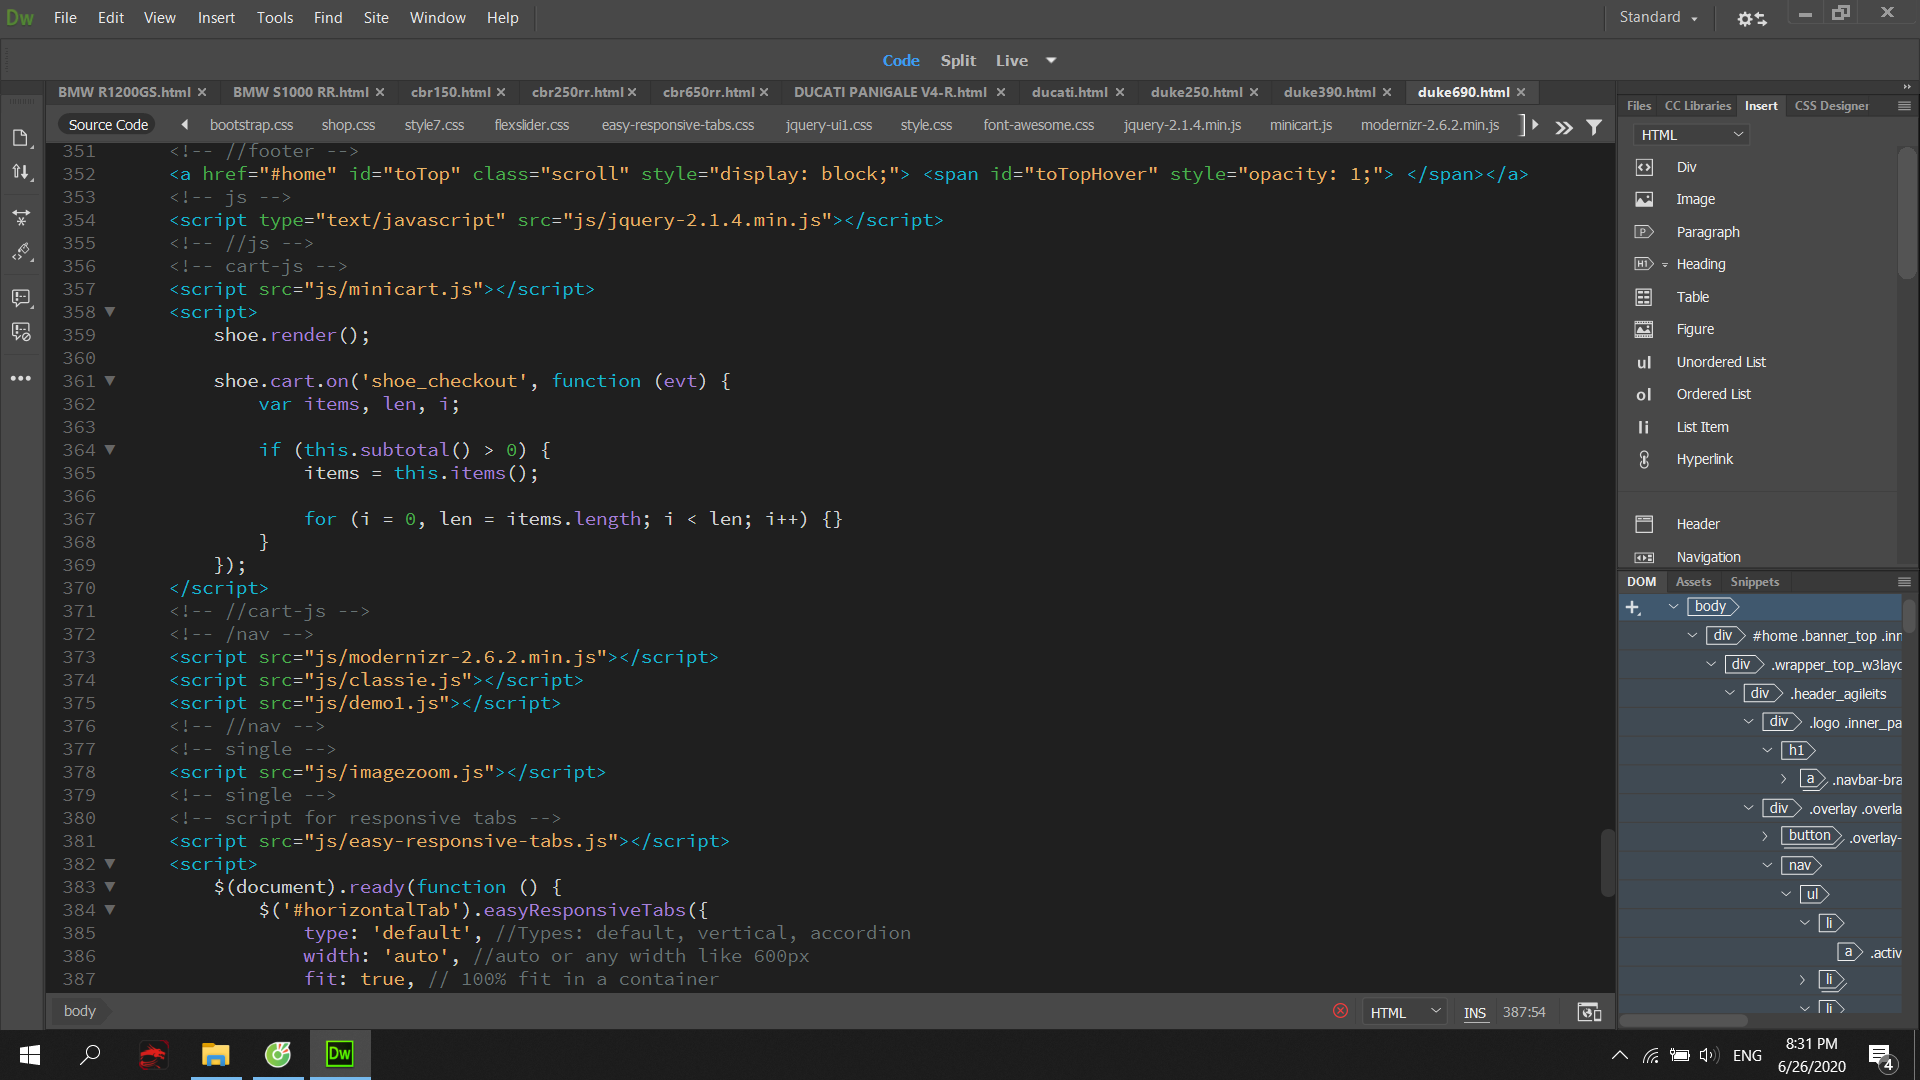 Dw File Edit View Insert Tools Find Site Window Help Standard
Code Split Live
BMW R1200GS.html BMW S1000 RR.html cbr150.html cbr250rr.html cbr650rr.html DUCATI PANIGALE V4-R.html ducati.html duke250.html duke390.html duke690.html
Source Code bootstrap.css shop.css style7.css flexslider.css easy-responsive-tabs.css jquery-ui1.css style.css font-awesome.css jquery-2.1.4.min.js minicart.js modernizr-2.6.2.min.js
351 <!-- //footer -->
352 <a href="#home" id="toTop" class="scroll" style="display: block;"> <span id="toTopHover" style="opacity: 1;"> </span></a>
353 <!-- js -->
354 <script type="text/javascript" src="js/jquery-2.1.4.min.js"></script>
355 <!-- //js -->
356 <!-- cart-js -->
357 <script src="js/minicart.js"></script>
358 <script>
359 shoe.render();
360
361 shoe.cart.on('shoe_checkout', function (evt) {
362 var items, len, i;
363
364 if (this.subtotal() > 0) {
365 items = this.items();
366
367 for (i = 0, len = items.length; i < len; i++) {}
368 }
369 });
370 </script>
371 <!-- //cart-js -->
372 <!-- /nav -->
373 <script src="js/modernizr-2.6.2.min.js"></script>
374 <script src="js/classie.js"></script>
375 <script src="js/demo1.js"></script>
376 <!-- //nav -->
377 <!-- single -->
378 <script src="js/imagezoom.js"></script>
379 <!-- single -->
380 <!-- script for responsive tabs -->
381 <script src="js/easy-responsive-tabs.js"></script>
382 <script>
383 $(document).ready(function () {
384 $('#horizontalTab').easyResponsiveTabs({
385 type: 'default', //Types: default, vertical, accordion
386 width: 'auto', //auto or any width like 600px
387 fit: true, // 100% fit in a container
body HTML INS 387:54
Files CC Libraries Insert CSS Designer
HTML
Div
Image
Paragraph
Heading
Table
Figure
ul Unordered List
ol Ordered List
li List Item
Hyperlink
Header
Navigation
DOM Assets Snippets
body
div #home .banner_top .inn
div .wrapper_top_w3layo
div .header_agileits
div .logo .inner_pa
h1
a .navbar-bra
div .overlay .overla
button .overlay-
nav
ul
li
a .activ
li
li
Dw ENG 8:31 PM
6/26/2020 4